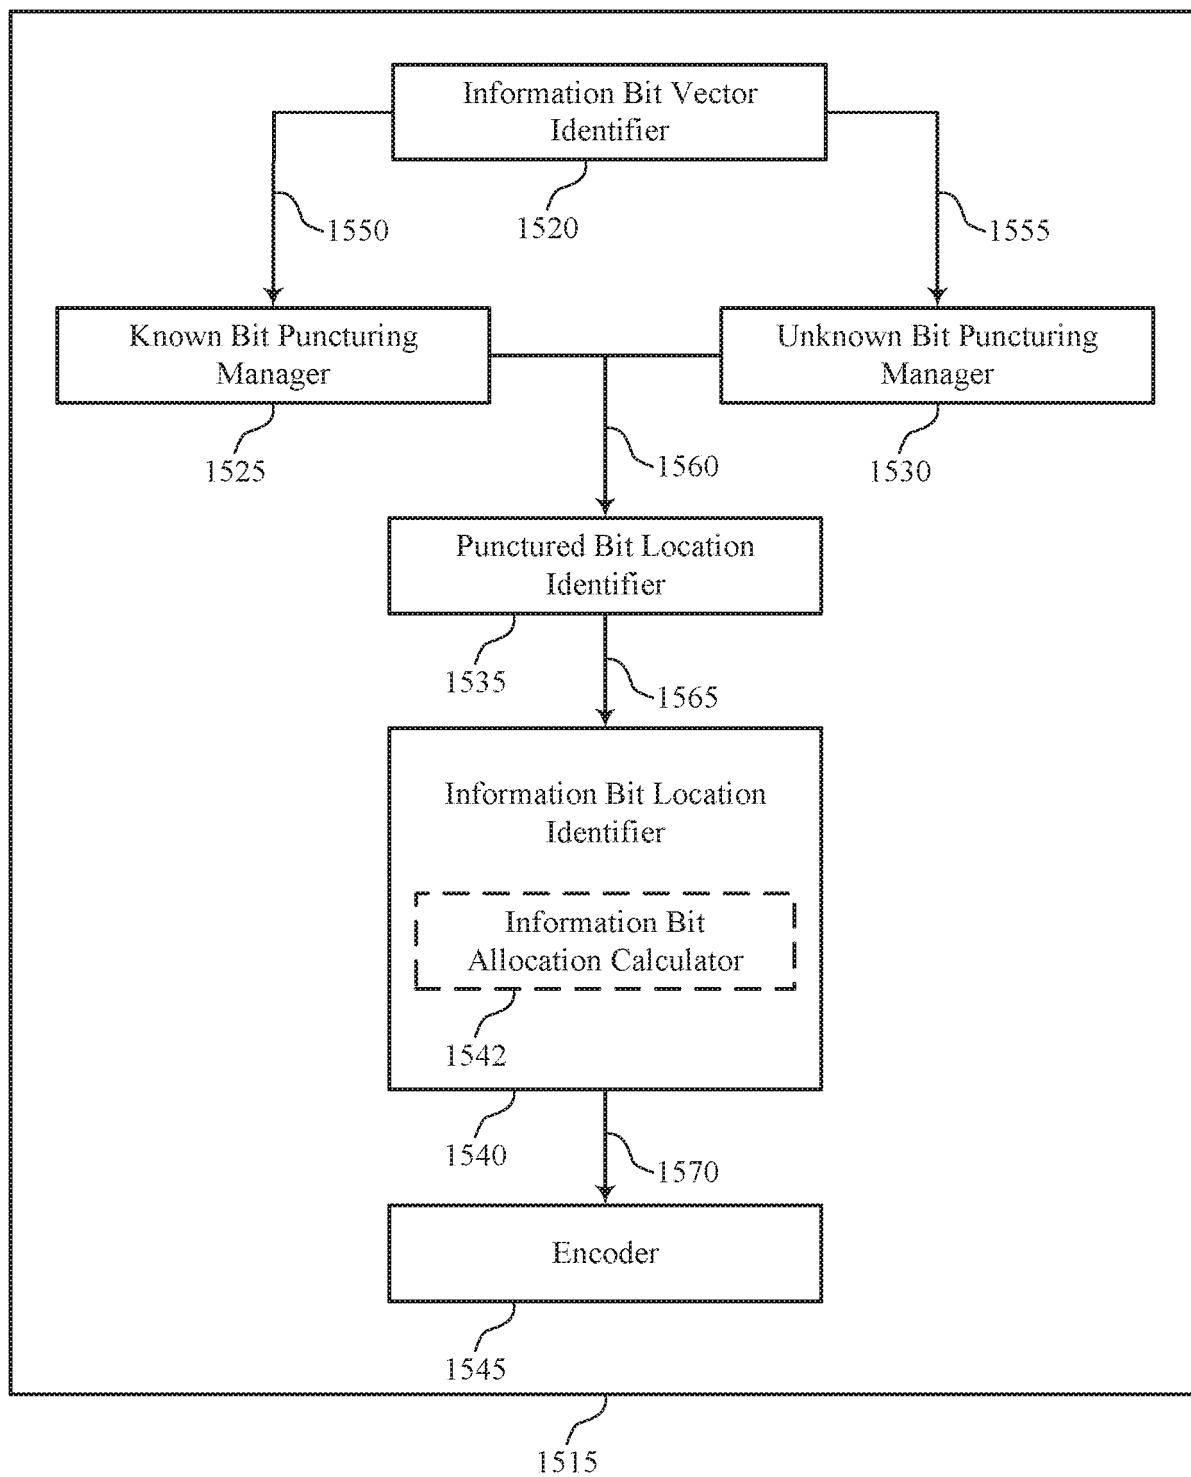 Information Bit Vector
Identifier
1550
1520
1555
Known Bit Puncturing
Manager
Unknown Bit Puncturing
Manager
1525
1560
1530
Punctured Bit Location
Identifier
1535
1565
Information Bit Location
Identifier
Information Bit
Allocation Calculator
1542
1540
1570
Encoder
1545
1515